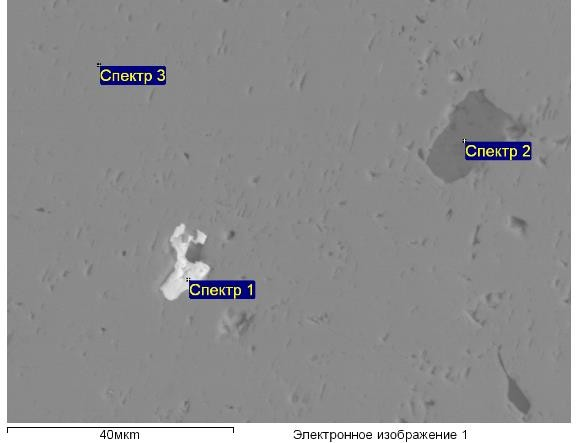 Спектр 3
Спектр 2
Спектр 1
40мкm Электронное изображение 1